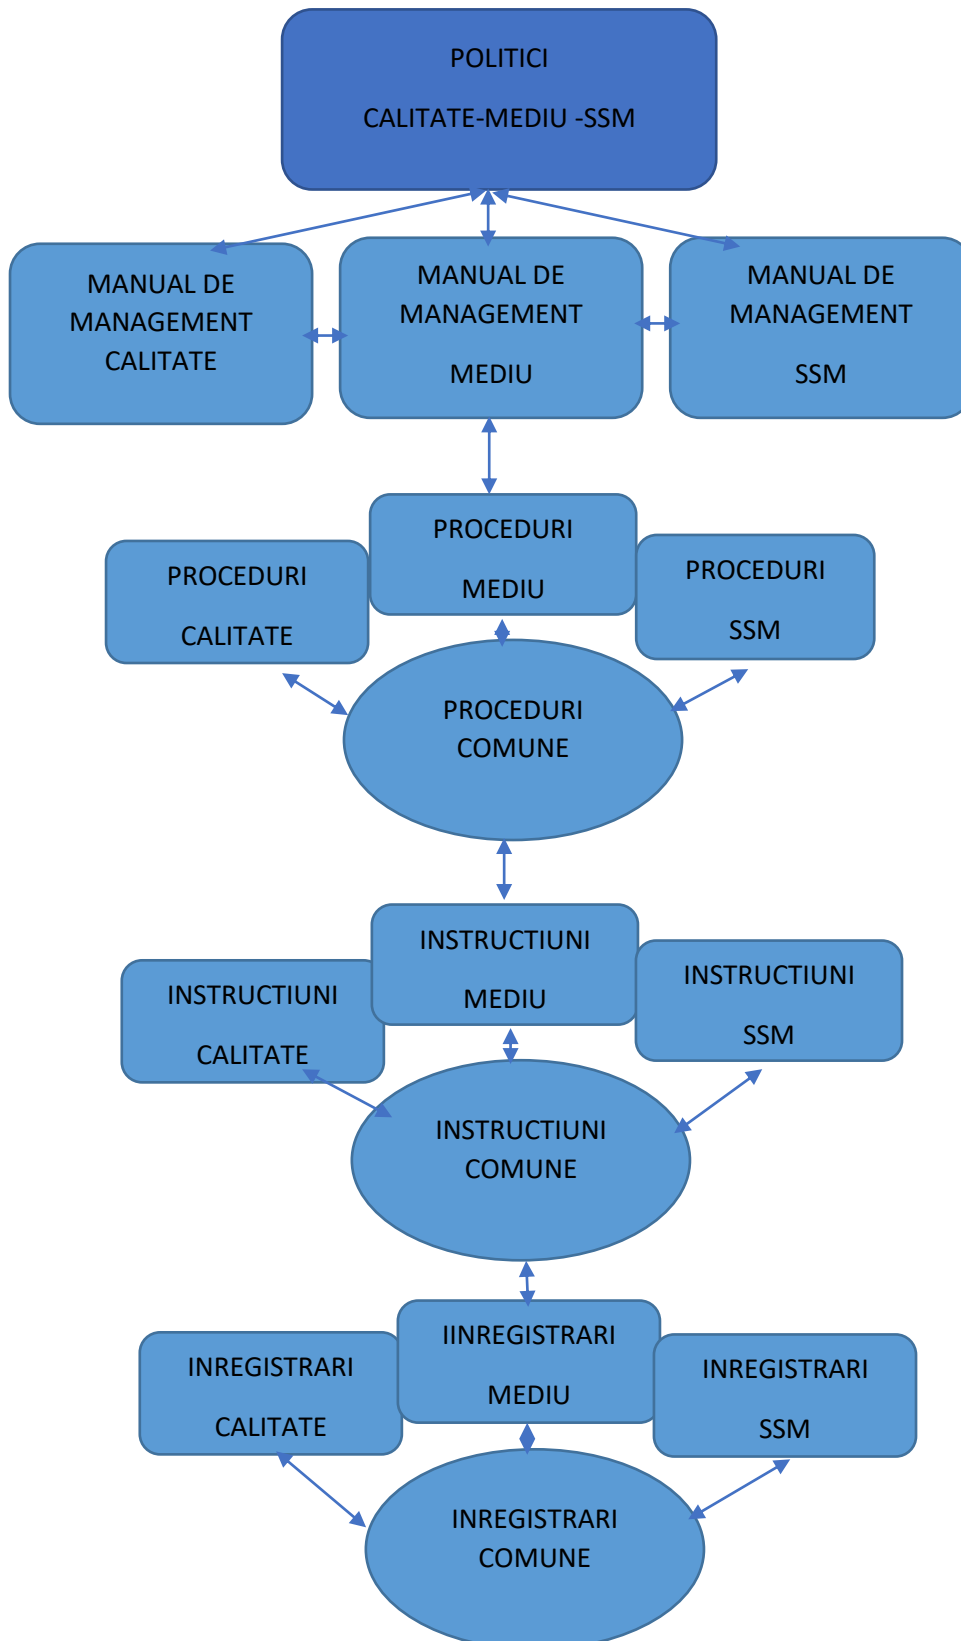 POLITICI
CALITATE-MEDIU -SSM
MANUAL DE
MANAGEMENT
CALITATE
MANUAL DE
MANAGEMENT
MEDIU
MANUAL DE
MANAGEMENT
SSM
PROCEDURI
CALITATE
PROCEDURI
MEDIU
PROCEDURI
SSM
PROCEDURI
COMUNE
INSTRUCTIUNI
CALITATE
INSTRUCTIUNI
MEDIU
INSTRUCTIUNI
SSM
INSTRUCTIUNI
COMUNE
INREGISTRARI
CALITATE
IINREGISTRARI
MEDIU
INREGISTRARI
SSM
INREGISTRARI
COMUNE